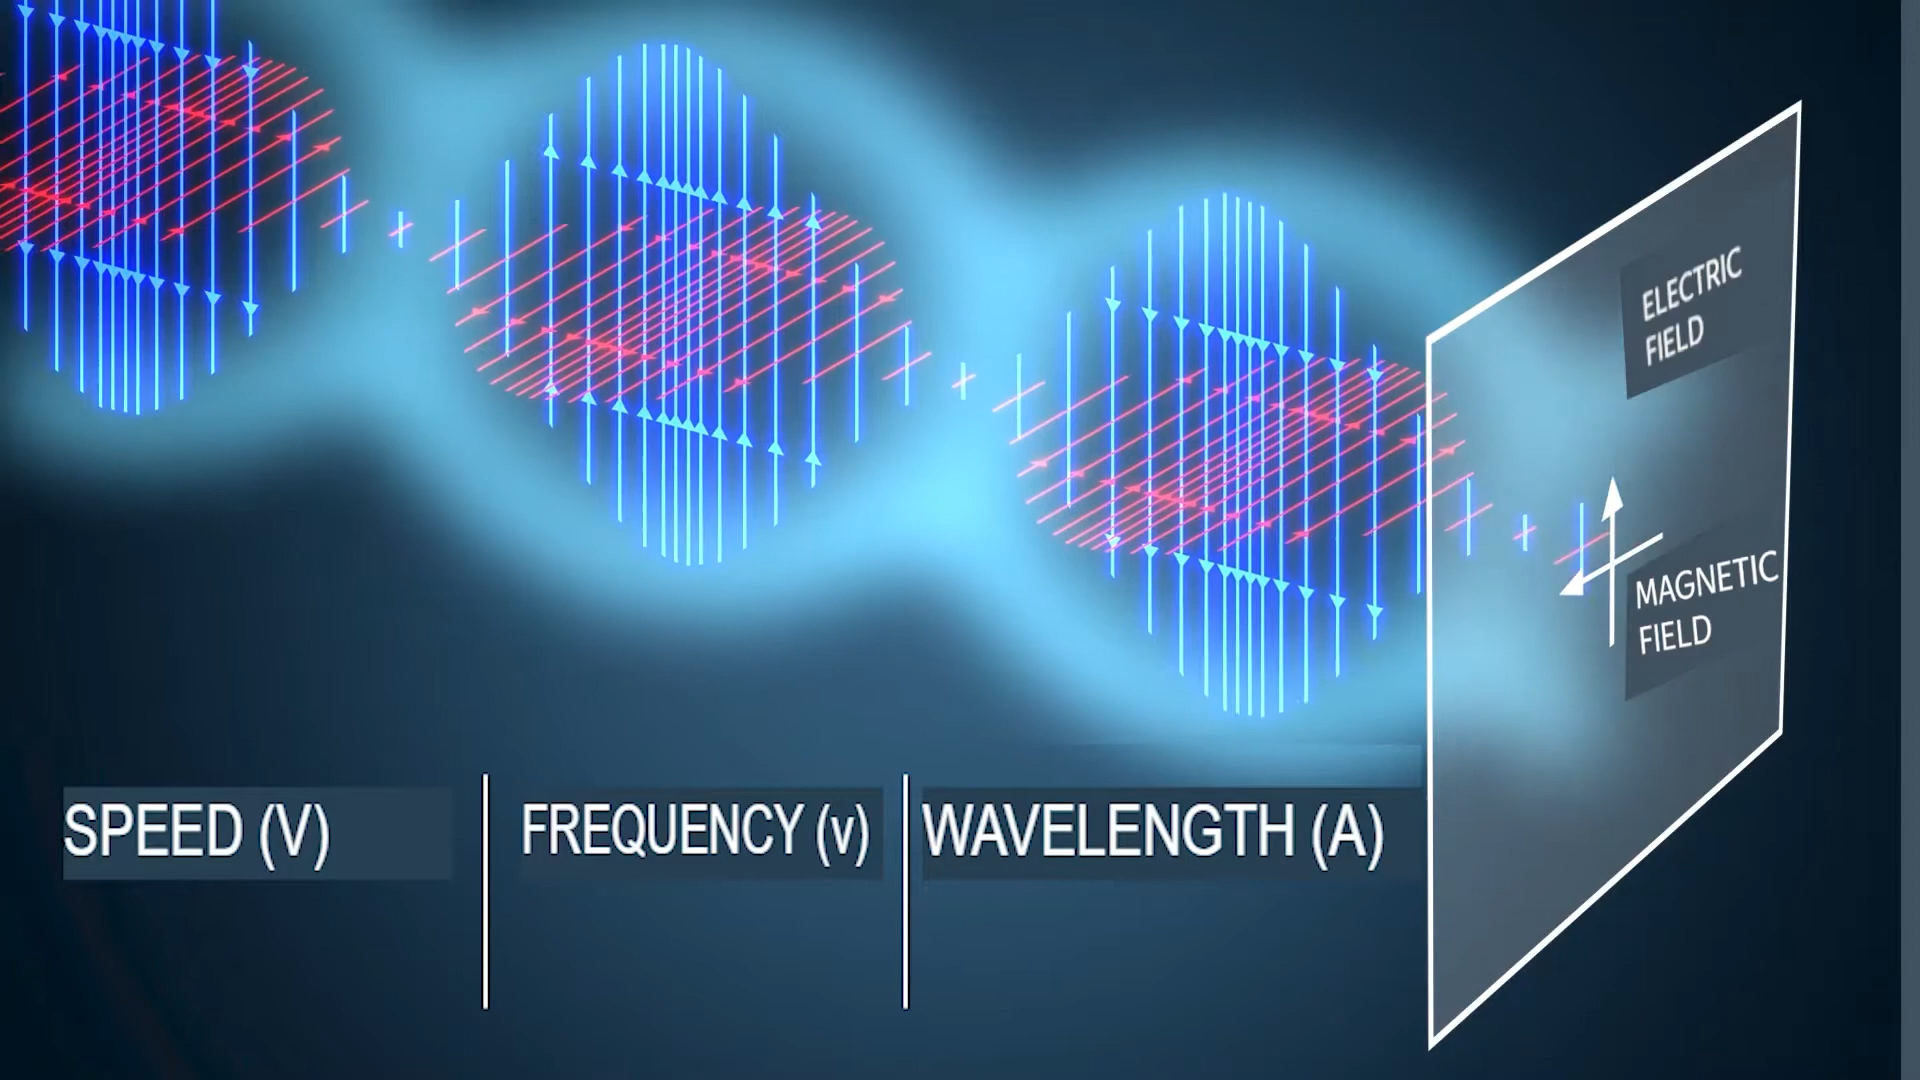 ELECTRIC
FIELD
MAGNETIC
FIELD
SPEED (V)
FREQUENCY (v)
WAVELENGTH (A)